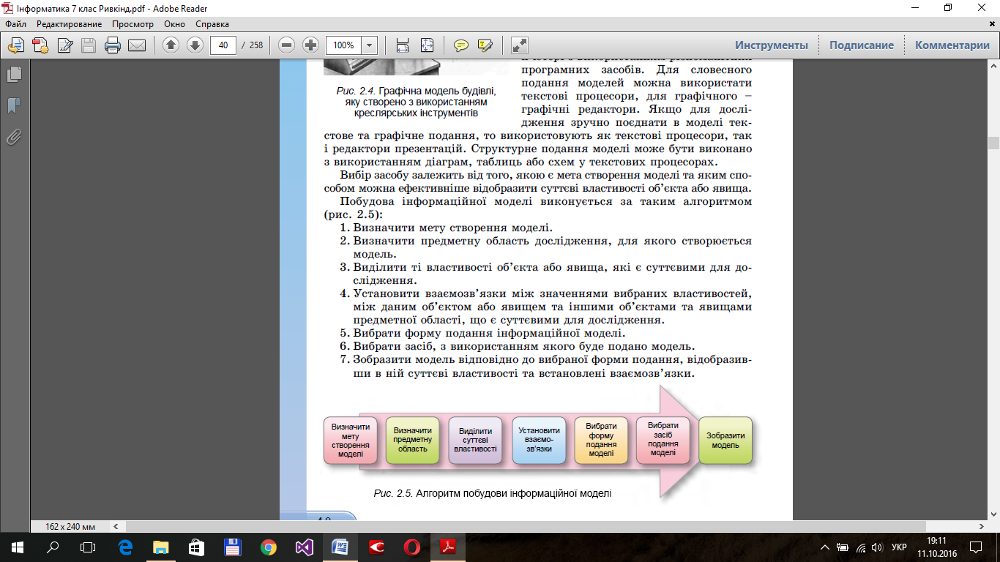 Інформатика 7 клас Ривкінд.pdf - Adobe Reader
Файл Редактирование Просмотр Окно Справка
40 / 258 100% Инструменты Подписание Комментарии
програмних засобів. Для словесного
подання моделей можна використати
текстові процесори, для графічного –
графічні редактори. Якщо для дослі-
дження зручно поєднати в моделі тек-
Рис. 2.4. Графічна модель будівлі,
яку створено з використанням
креслярських інструментів
стове та графічне подання, то використовують як текстові процесори, так
і редактори презентацій. Структурне подання моделі може бути виконано
з використанням діаграм, таблиць або схем у текстових процесорах.
Вибір засобу залежить від того, якою є мета створення моделі та яким спо-
собом можна ефективніше відобразити суттєві властивості об’єкта або явища.
Побудова інформаційної моделі виконується за таким алгоритмом
(рис. 2.5):
1. Визначити мету створення моделі.
2. Визначити предметну область дослідження, для якого створюється
модель.
3. Виділити ті властивості об’єкта або явища, які є суттєвими для до-
слідження.
4. Установити взаємозв’язки між значеннями вибраних властивостей,
між даним об’єктом або явищем та іншими об’єктами та явищами
предметної області, що є суттєвими для дослідження.
5. Вибрати форму подання інформаційної моделі.
6. Вибрати засіб, з використанням якого буде подано модель.
7. Зобразити модель відповідно до вибраної форми подання, відобразив-
ши в ній суттєві властивості та встановлені взаємозв’язки.
Визначити
мету
створення
моделі
Визначити
предметну
область
Виділити
суттєві
властивості
Установити
взаємо-
зв’язки
Вибрати
форму
подання
моделі
Вибрати
засіб
подання
моделі
Зобразити
модель
Рис. 2.5. Алгоритм побудови інформаційної моделі
162 x 240 мм
УКР
19:11
11.10.2016